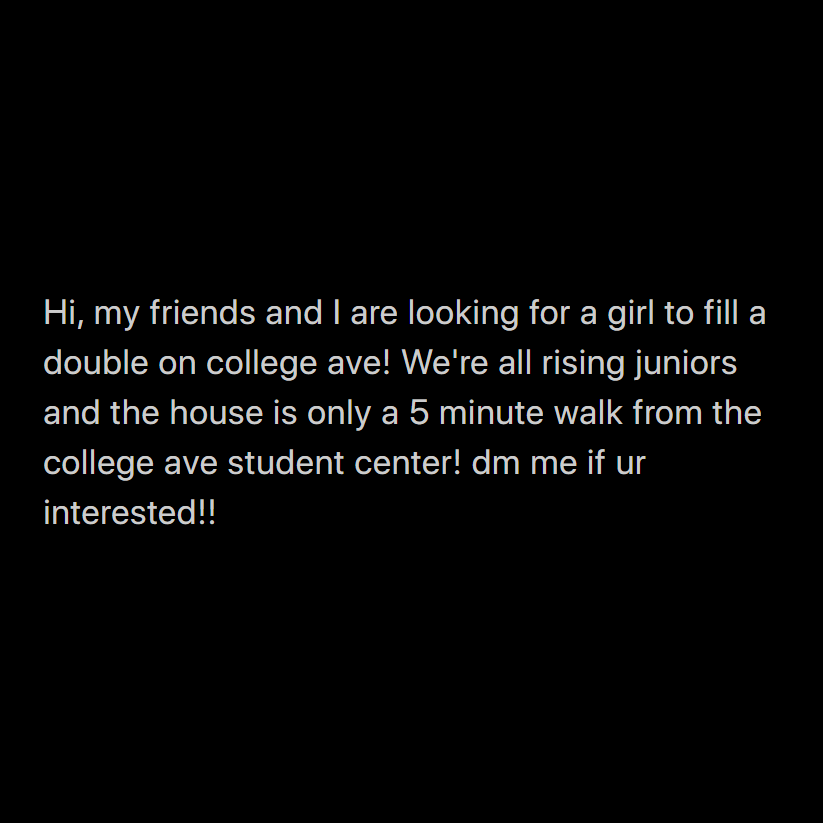 Hi, my friends and I are looking for a girl to fill a
double on college ave! We're all rising juniors
and the house is only a 5 minute walk from the
college ave student center! dm me if ur
interested!!